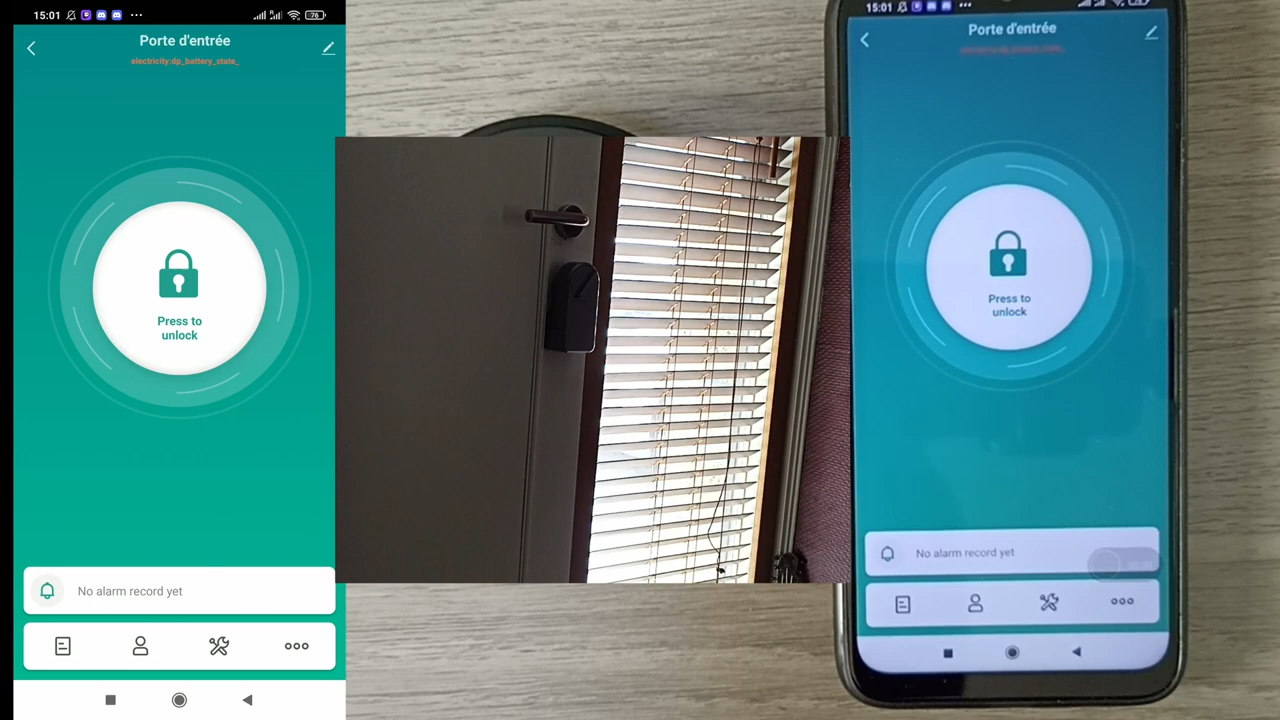 15:01
76
Porte d'entrée
electricity:dp_battery_state_
Press to
unlock
No alarm record yet
15:01
Porte d'entrée
Press to
unlock
No alarm record yet